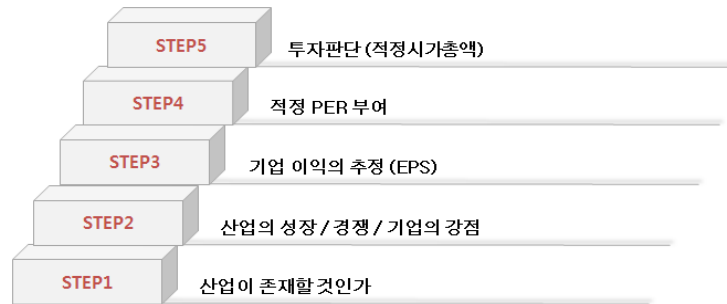 STEP5 투자판단 (적정시가총액)
STEP4 적정 PER 부여
STEP3 기업 이익의 추정 (EPS)
STEP2 산업의 성장 / 경쟁 / 기업의 강점
STEP1 산업이 존재할 것인가